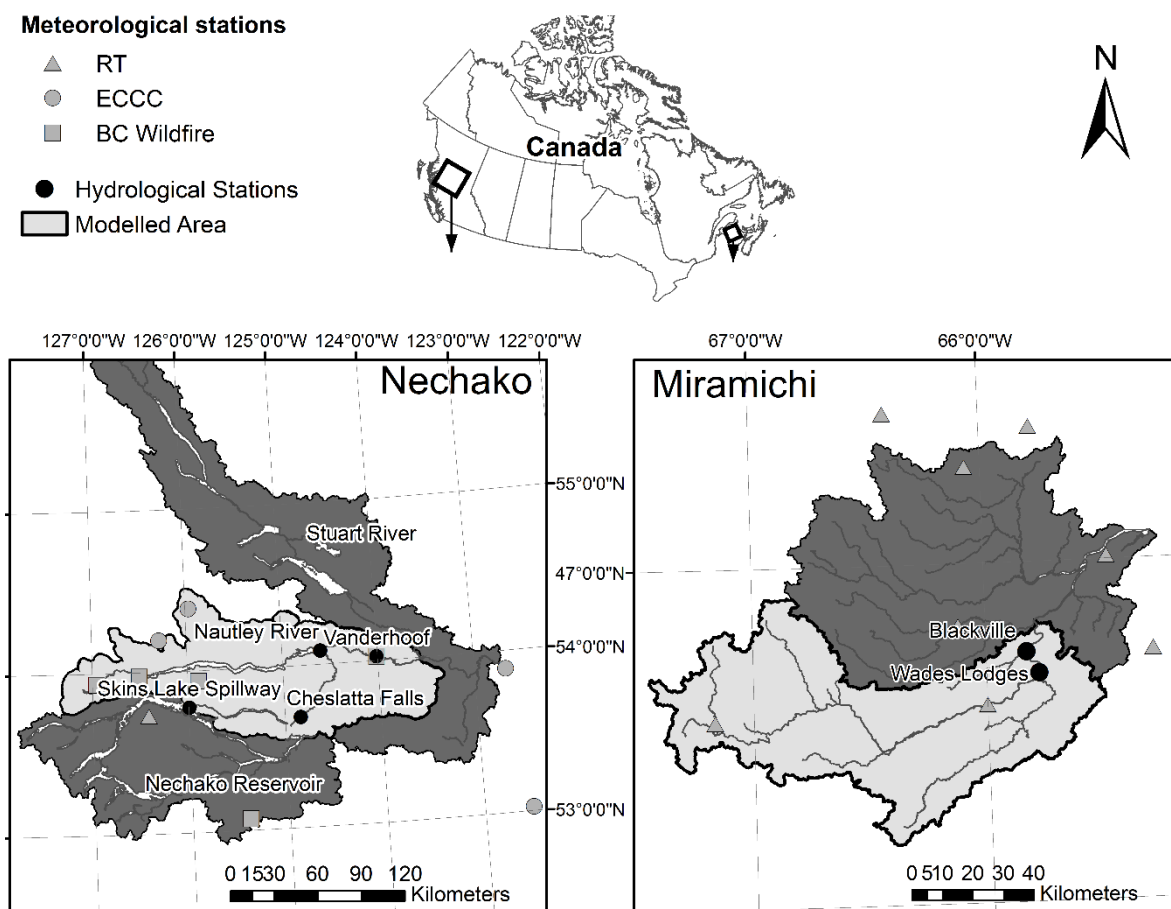 Meteorological stations
RT
ECCC
BC Wildfire
Hydrological Stations
Modelled Area
Canada
N
127°0'0"W 126°0'0"W 125°0'0"W 124°0'0"W 123°0'0"W 122°0'0"W
67°0'0"W 66°0'0"W
Nechako
Miramichi
55°0'0"N
Stuart River
47°0'0"N
Nautley River
Vanderhoof
54°0'0"N
Blackville
Wades Lodges
Skins Lake Spillway
Cheslatta Falls
Nechako Reservoir
53°0'0"N
0 1530 60 90 120
Kilometers
0 510 20 30 40
Kilometers